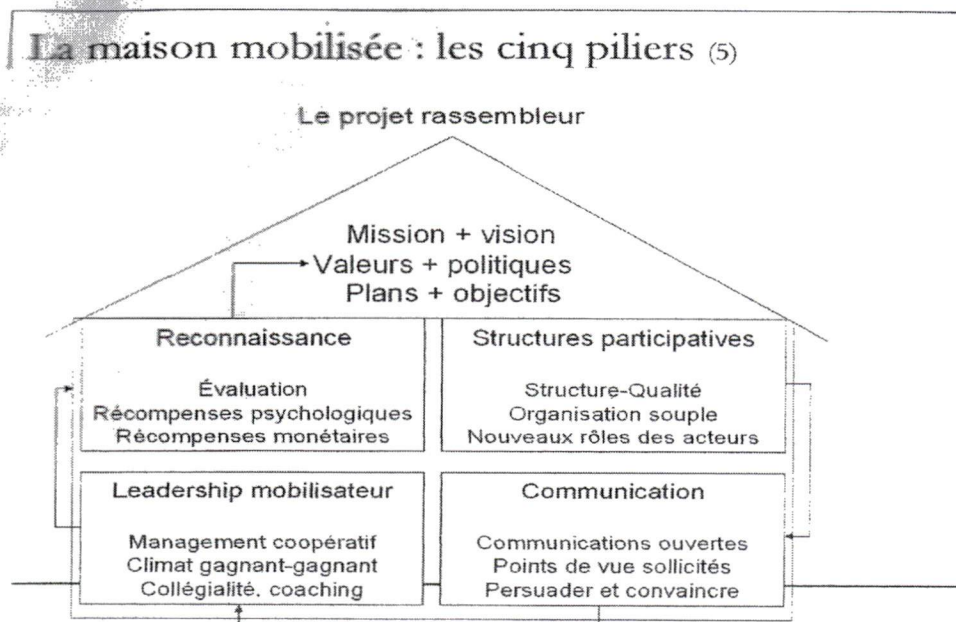 La maison mobilisée : les cinq piliers (5)
Le projet rassembleur
Mission + vision
Valeurs + politiques
Plans + objectifs
Reconnaissance
Évaluation
Récompenses psychologiques
Récompenses monétaires
Structures participatives
Structure-Qualité
Organisation souple
Nouveaux rôles des acteurs
Leadership mobilisateur
Management coopératif
Climat gagnant-gagnant
Collégialité. coaching
Communication
Communications ouvertes
Points de vue sollicités
Persuader et convaincre